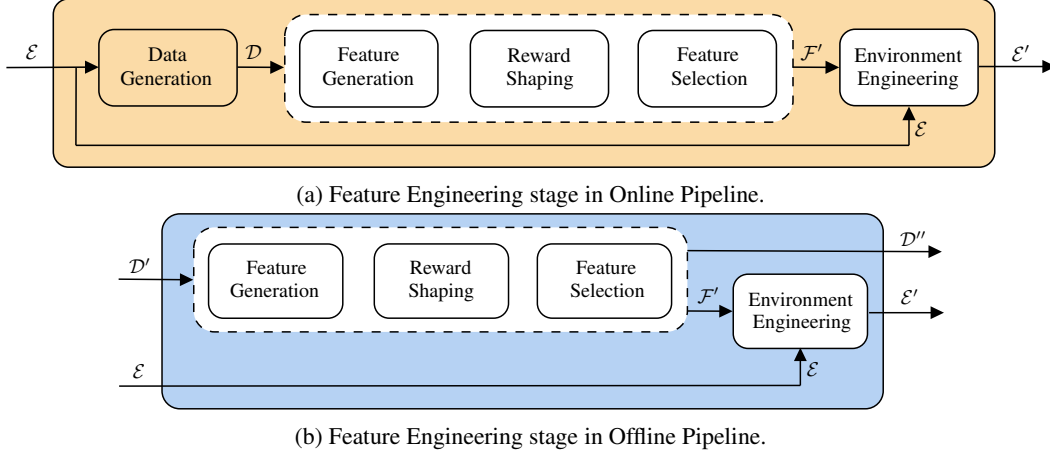 ℰ
Data
Generation
𝒟
Feature
Generation
Reward
Shaping
Feature
Selection
ℱ′
Environment
Engineering
ℰ′
ℰ
(a) Feature Engineering stage in Online Pipeline.
𝒟′
Feature
Generation
Reward
Shaping
Feature
Selection
𝒟′′
ℱ′
Environment
Engineering
ℰ′
ℰ
ℰ
(b) Feature Engineering stage in Offline Pipeline.